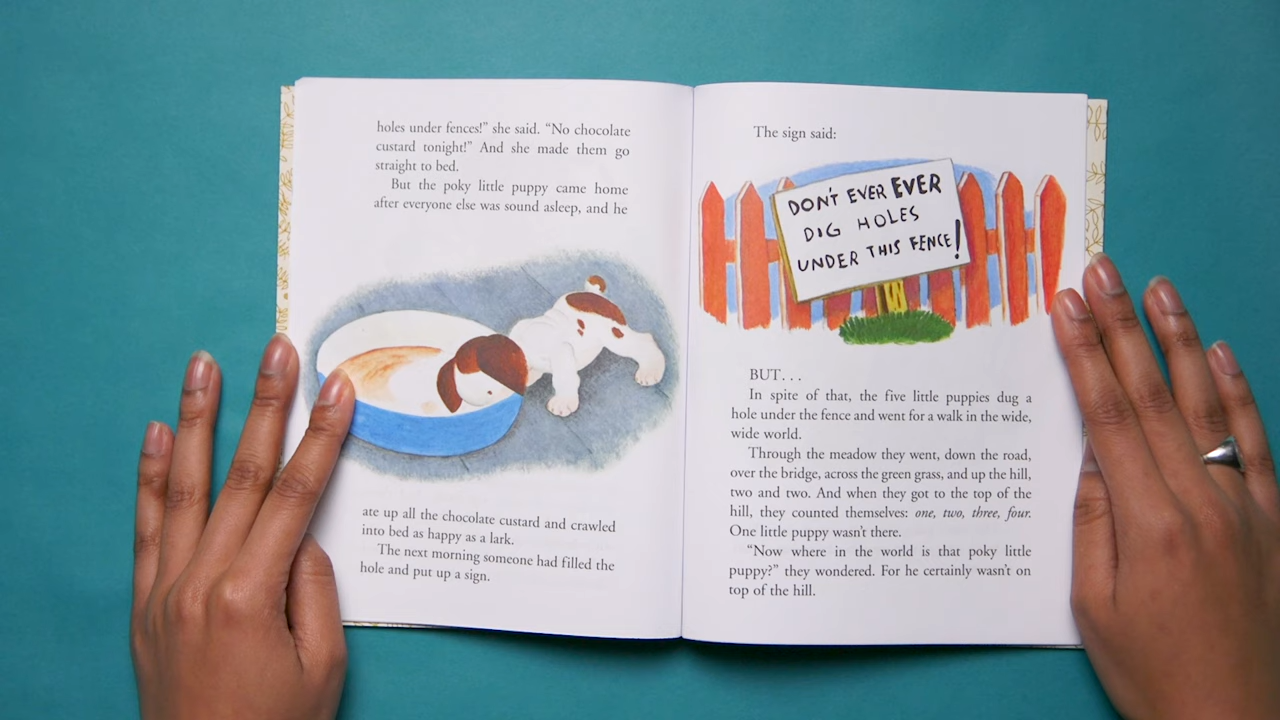 holes under fences!” she said. “No chocolate
custard tonight!” And she made them go
straight to bed.
But the poky little puppy came home
after everyone else was sound asleep, and he
ate up all the chocolate custard and crawled
into bed as happy as a lark.
The next morning someone had filled the
hole and put up a sign.
The sign said:
DON'T EVER EVER
DIG HOLES
UNDER THIS FENCE!
BUT . . .
In spite of that, the five little puppies dug a
hole under the fence and went for a walk in the wide,
wide world.
Through the meadow they went, down the road,
over the bridge, across the green grass, and up the hill,
two and two. And when they got to the top of the
hill, they counted themselves: one, two, three, four.
One little puppy wasn’t there.
“Now where in the world is that poky little
puppy?” they wondered. For he certainly wasn’t on
top of the hill.